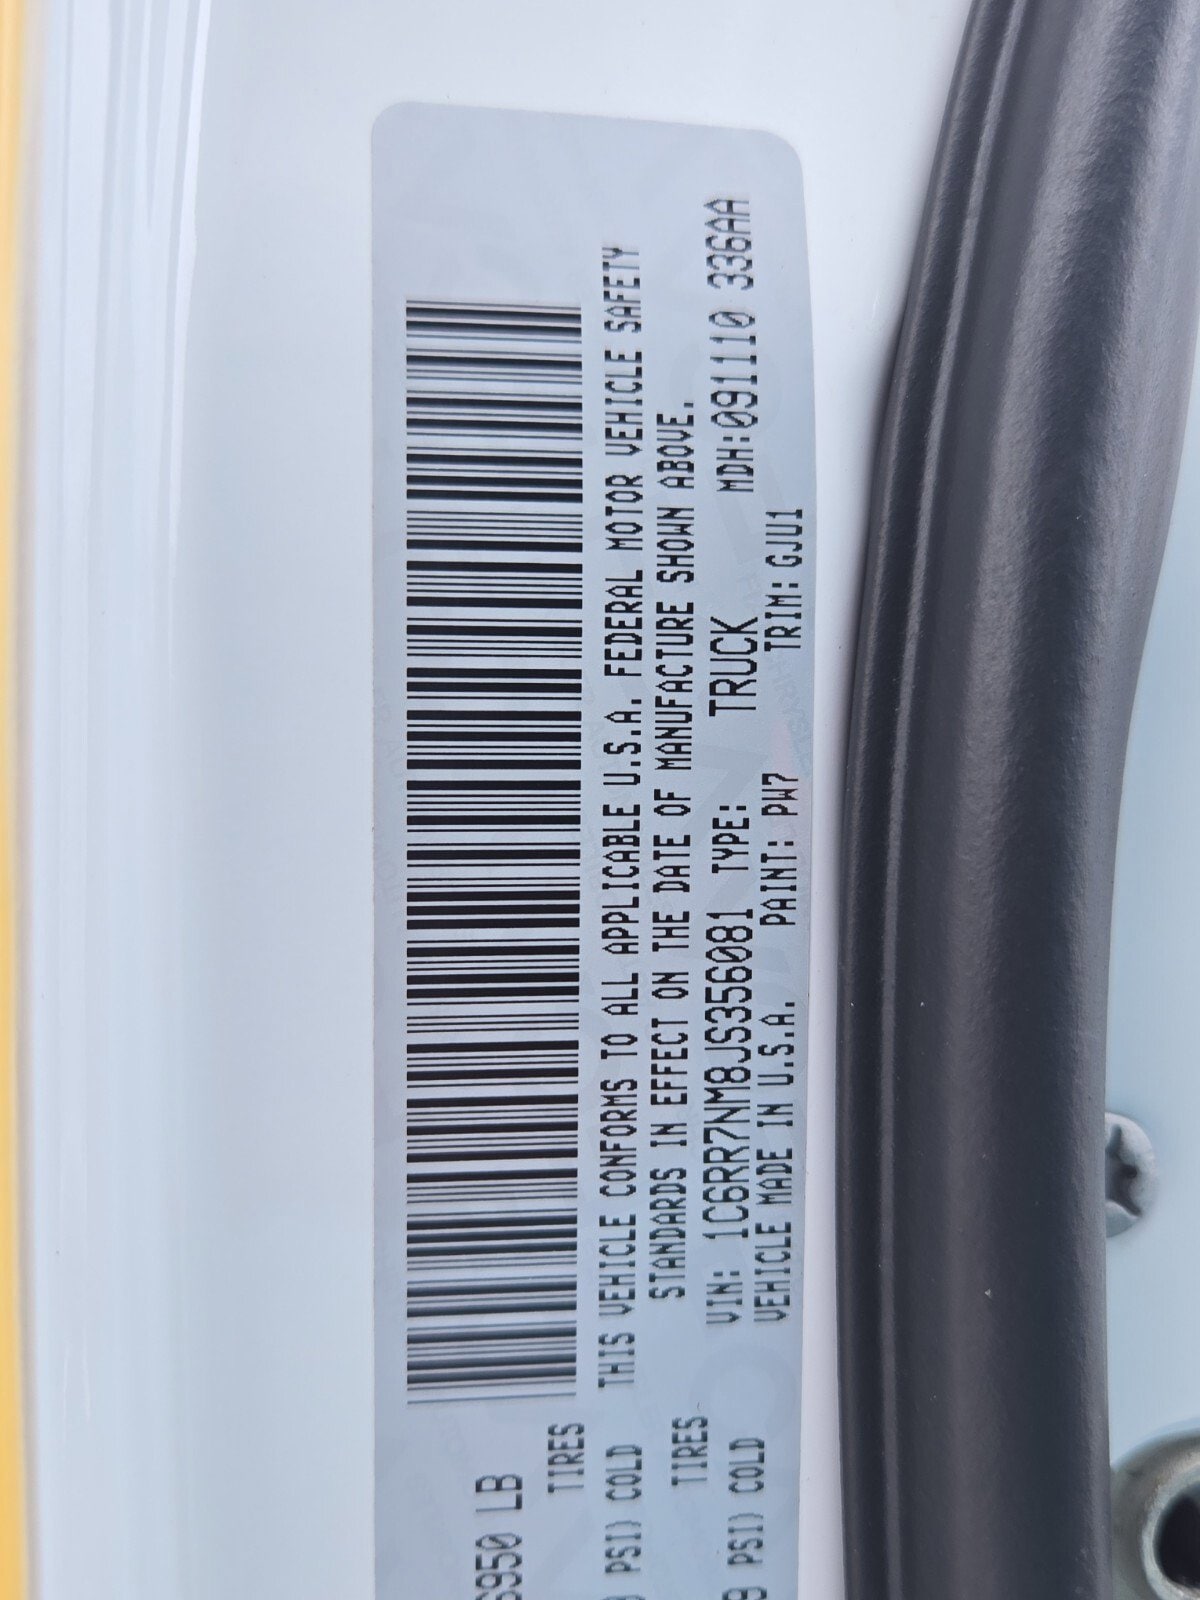 6950 LB
TIRES
PSI) COLD
TIRES
PSI) COLD
THIS VEHICLE CONFORMS TO ALL APPLICABLE U.S.A. FEDERAL MOTOR VEHICLE SAFETY
STANDARDS IN EFFECT ON THE DATE OF MANUFACTURE SHOWN ABOVE.
VIN: 1C6RR7NM8JS356081 TYPE: TRUCK MDH:091110 336AA
VEHICLE MADE IN U.S.A. PAINT: PW7 TRIM: GJU1